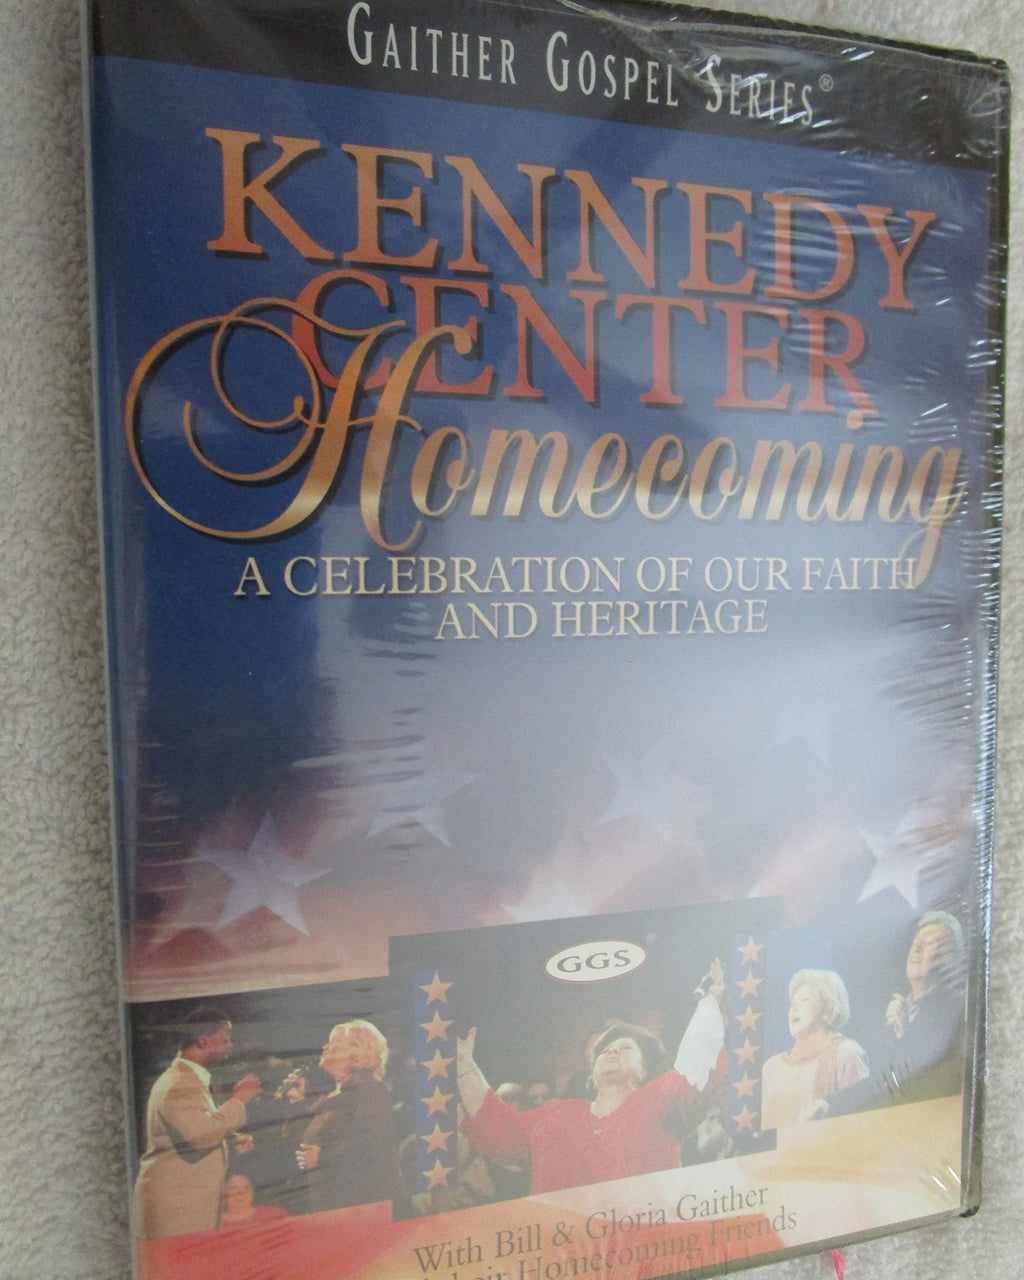 GAITHER GOSPEL SERIES®
KENNEDY
CENTER
Homecoming
A CELEBRATION OF OUR FAITH
AND HERITAGE
GGS®
With Bill & Gloria Gaither
Homecoming Friends